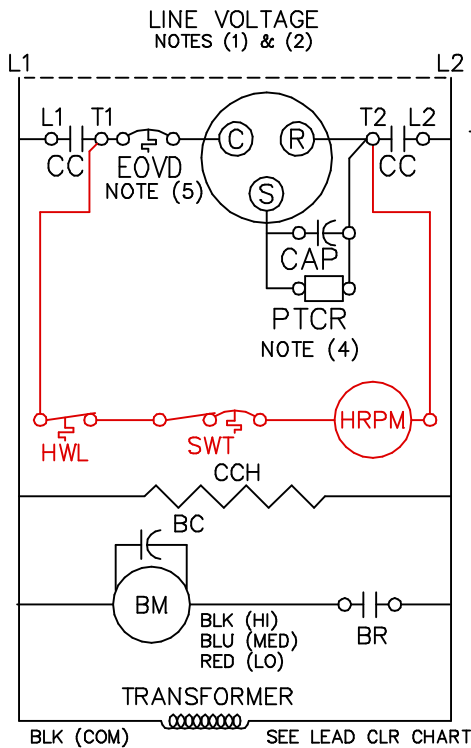 LINE VOLTAGE
NOTES (1) & (2)
L1 L2
L1 T1 T2 L2
C R
CC EOVD CC
NOTE (5)
S
CAP
PTCR
NOTE (4)
HRPM
HWL SWT
CCH
BC
BM
BLK (HI)
BLU (MED)
RED (LO)
BR
TRANSFORMER
BLK (COM) SEE LEAD CLR CHART